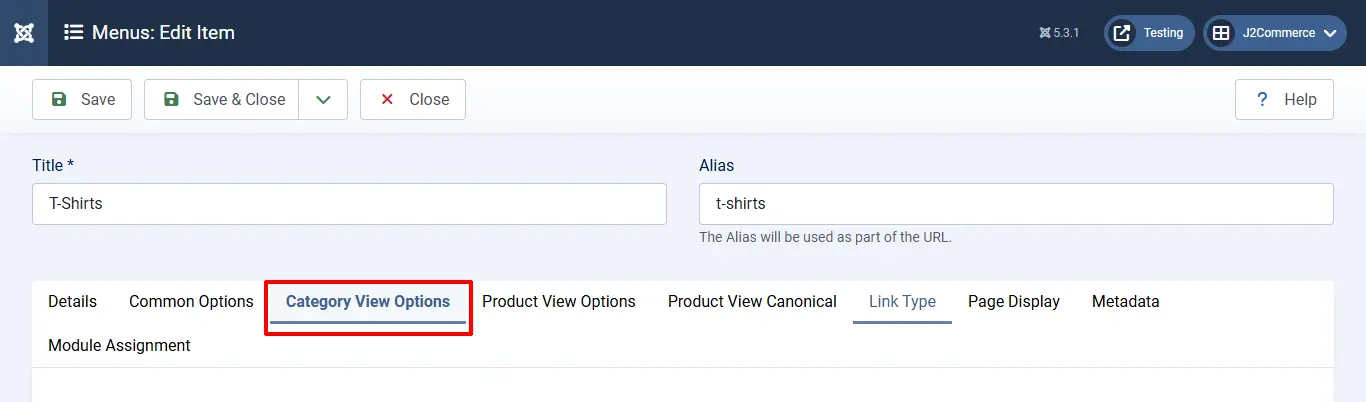 Menus: Edit Item 5.3.1 Testing J2Commerce
Save Save & Close Close ? Help
Title * Alias
T-Shirts t-shirts
The Alias will be used as part of the URL.
Details Common Options Category View Options Product View Options Product View Canonical Link Type Page Display Metadata
Module Assignment